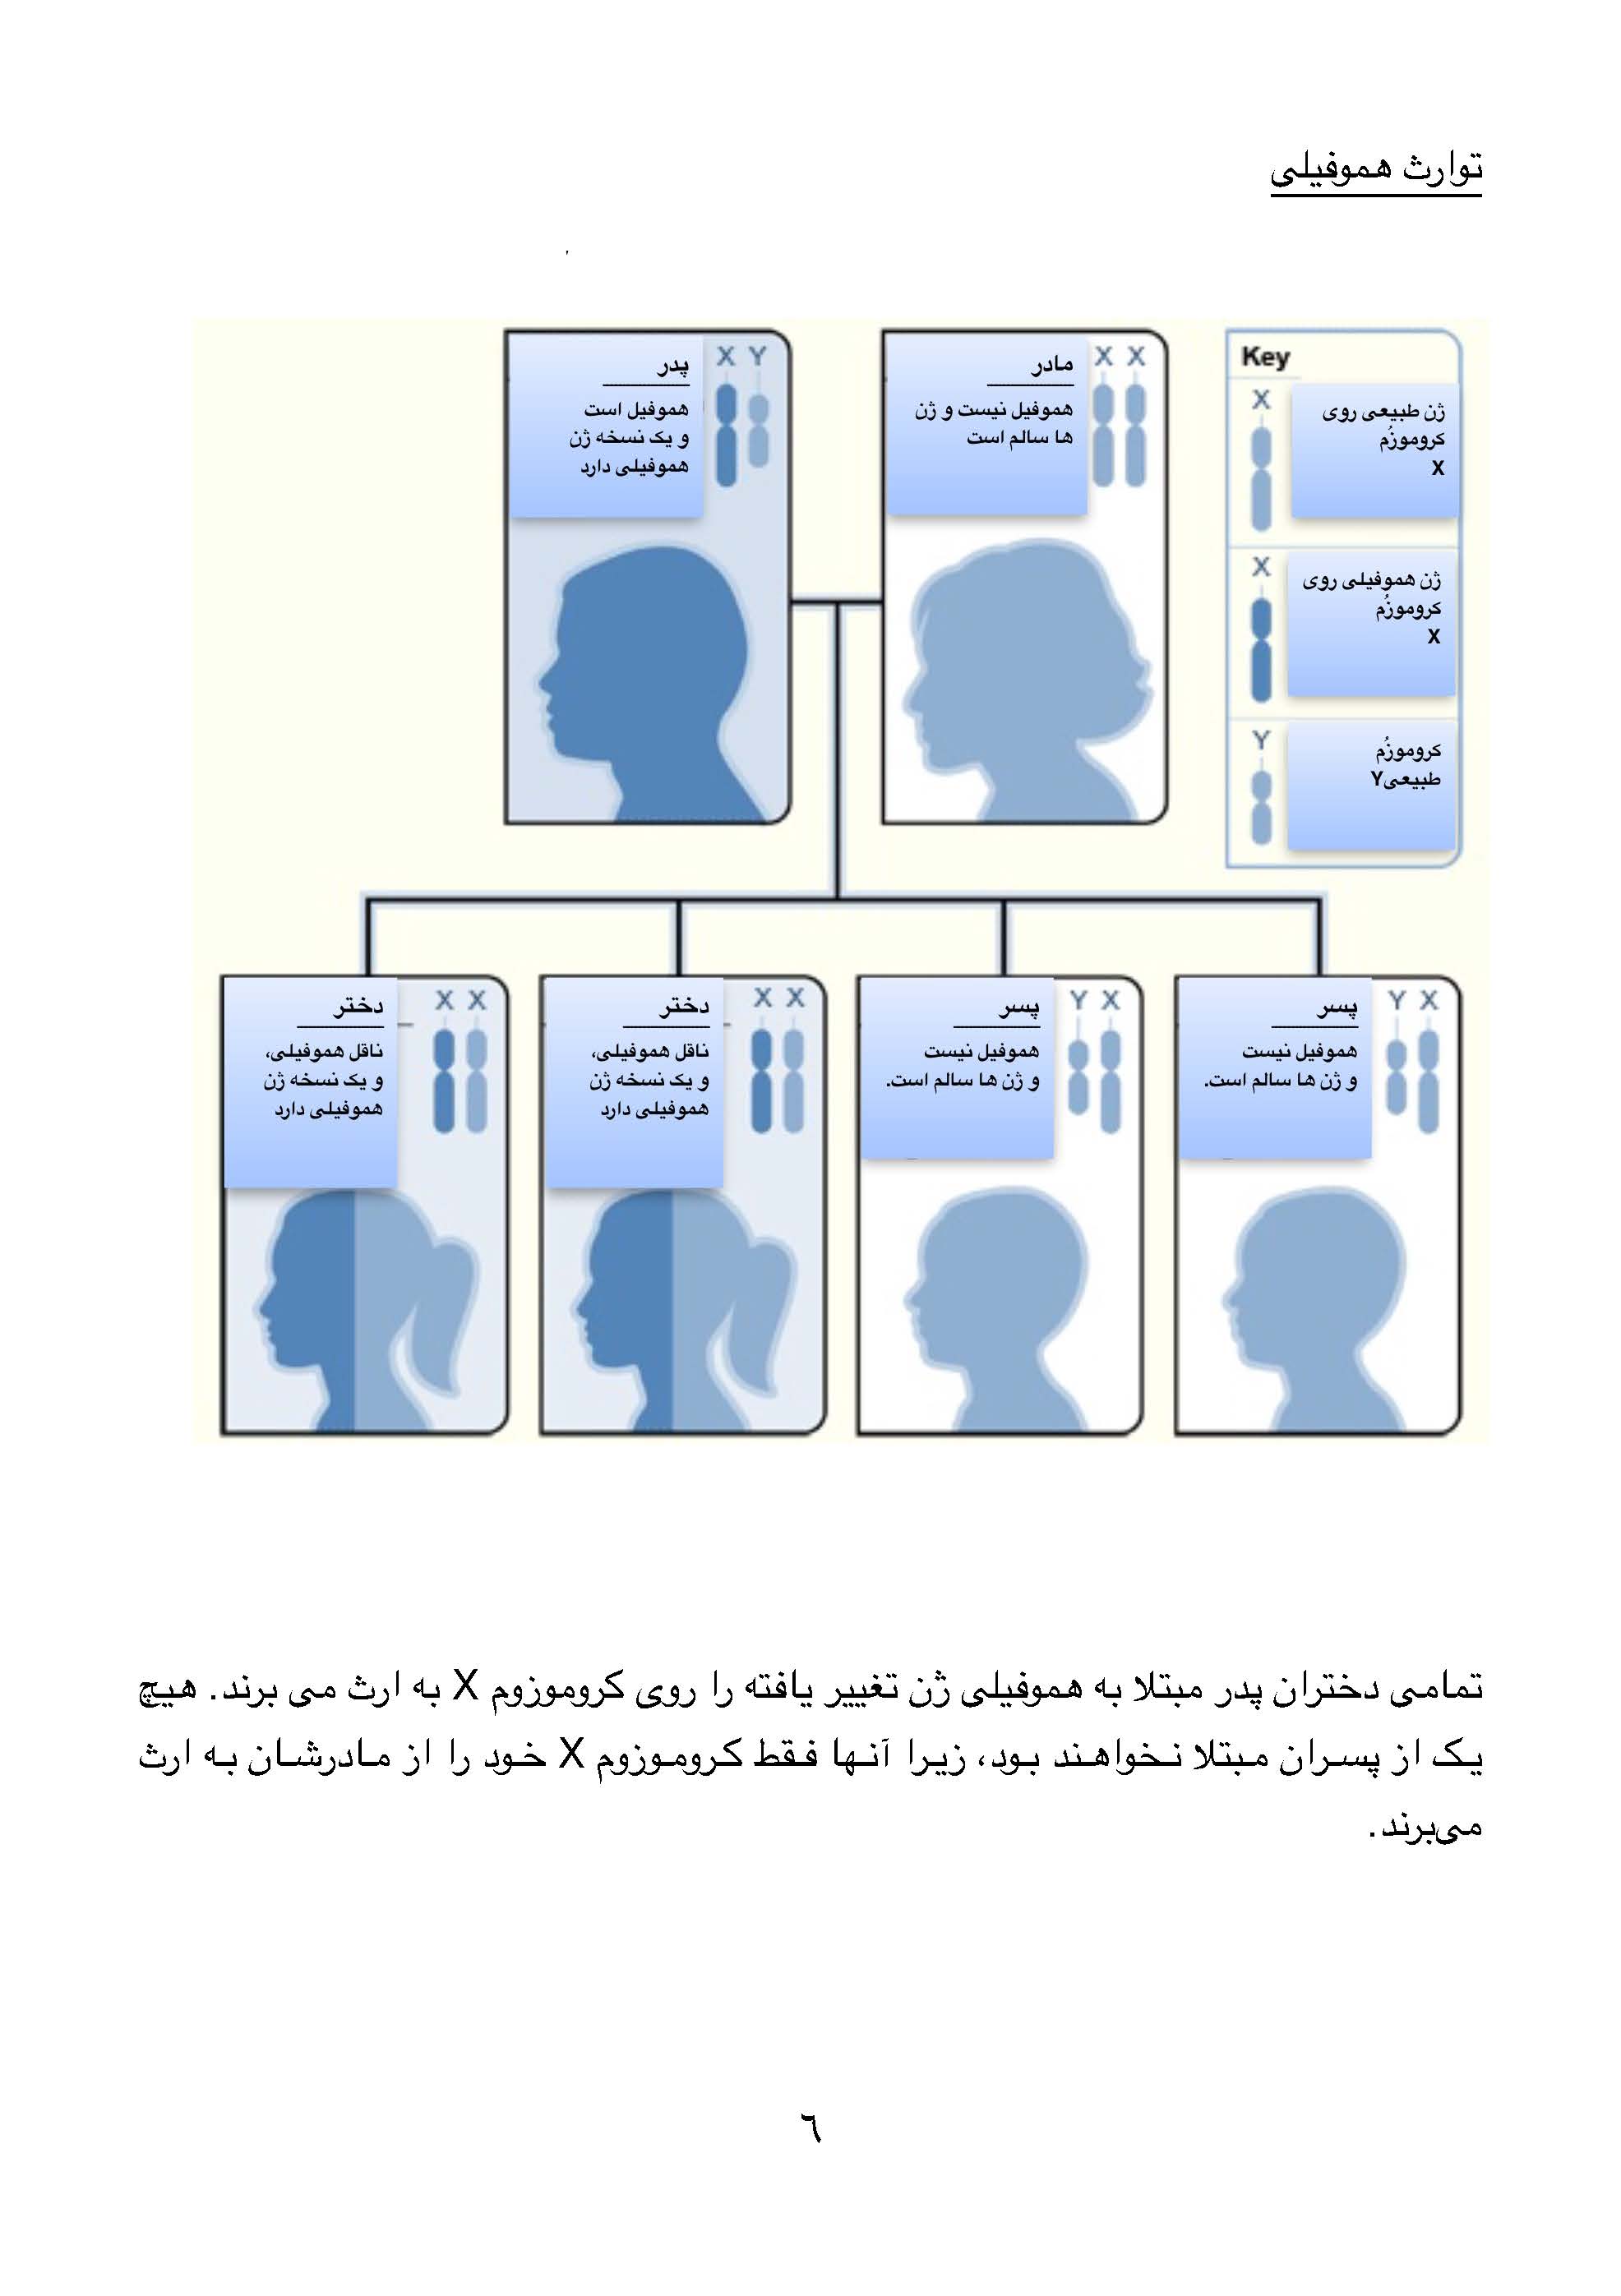 توارث هموفیلی
Key
X
ژن طبیعی روی
کروموزُم
X
X
ژن هموفیلی روی
کروموزُم
X
Y
کروموزُم
طبیعیY
X X
مادر
هموفیل نیست و ژن
ها سالم است
X Y
پدر
هموفیل است
و یک نسخه ژن
هموفیلی دارد
Y X
پسر
هموفیل نیست
و ژن ها سالم است.
Y X
پسر
هموفیل نیست
و ژن ها سالم است.
X X
دختر
ناقل هموفیلی،
و یک نسخه ژن
هموفیلی دارد
X X
دختر
ناقل هموفیلی،
و یک نسخه ژن
هموفیلی دارد
تمامی دختران پدر مبتلا به هموفیلی ژن تغییر یافته را روی کروموزوم X به ارث می برند. هیچ
یک از پسران مبتلا نخواهند بود، زیرا آنها فقط کروموزوم X خود را از مادرشان به ارث
می‌برند.
٦